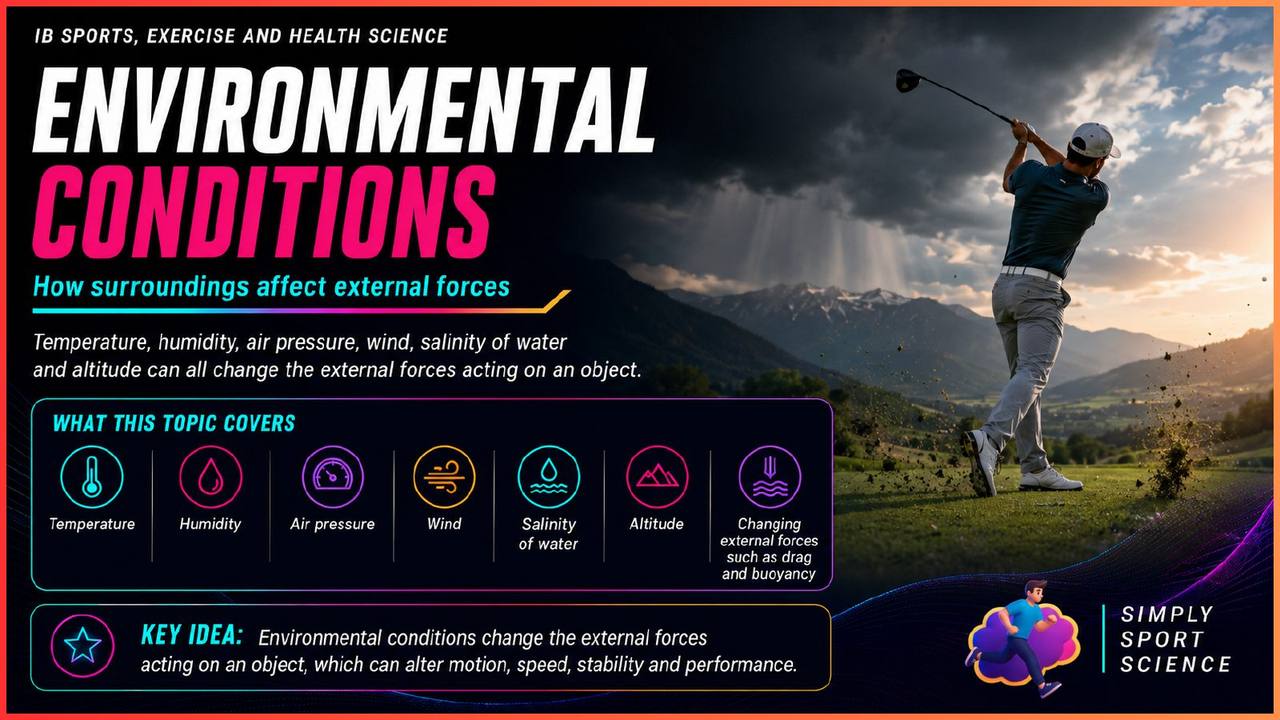 IB SPORTS, EXERCISE AND HEALTH SCIENCE
ENVIRONMENTAL
CONDITIONS
How surroundings affect external forces
Temperature, humidity, air pressure, wind, salinity of water
and altitude can all change the external forces acting on an object.
WHAT THIS TOPIC COVERS
Temperature
Humidity
Air pressure
Wind
Salinity
of water
Altitude
Changing
external forces
such as drag
and buoyancy
KEY IDEA: Environmental conditions change the external forces
acting on an object, which can alter motion, speed, stability and performance.
SIMPLY
SPORT
SCIENCE